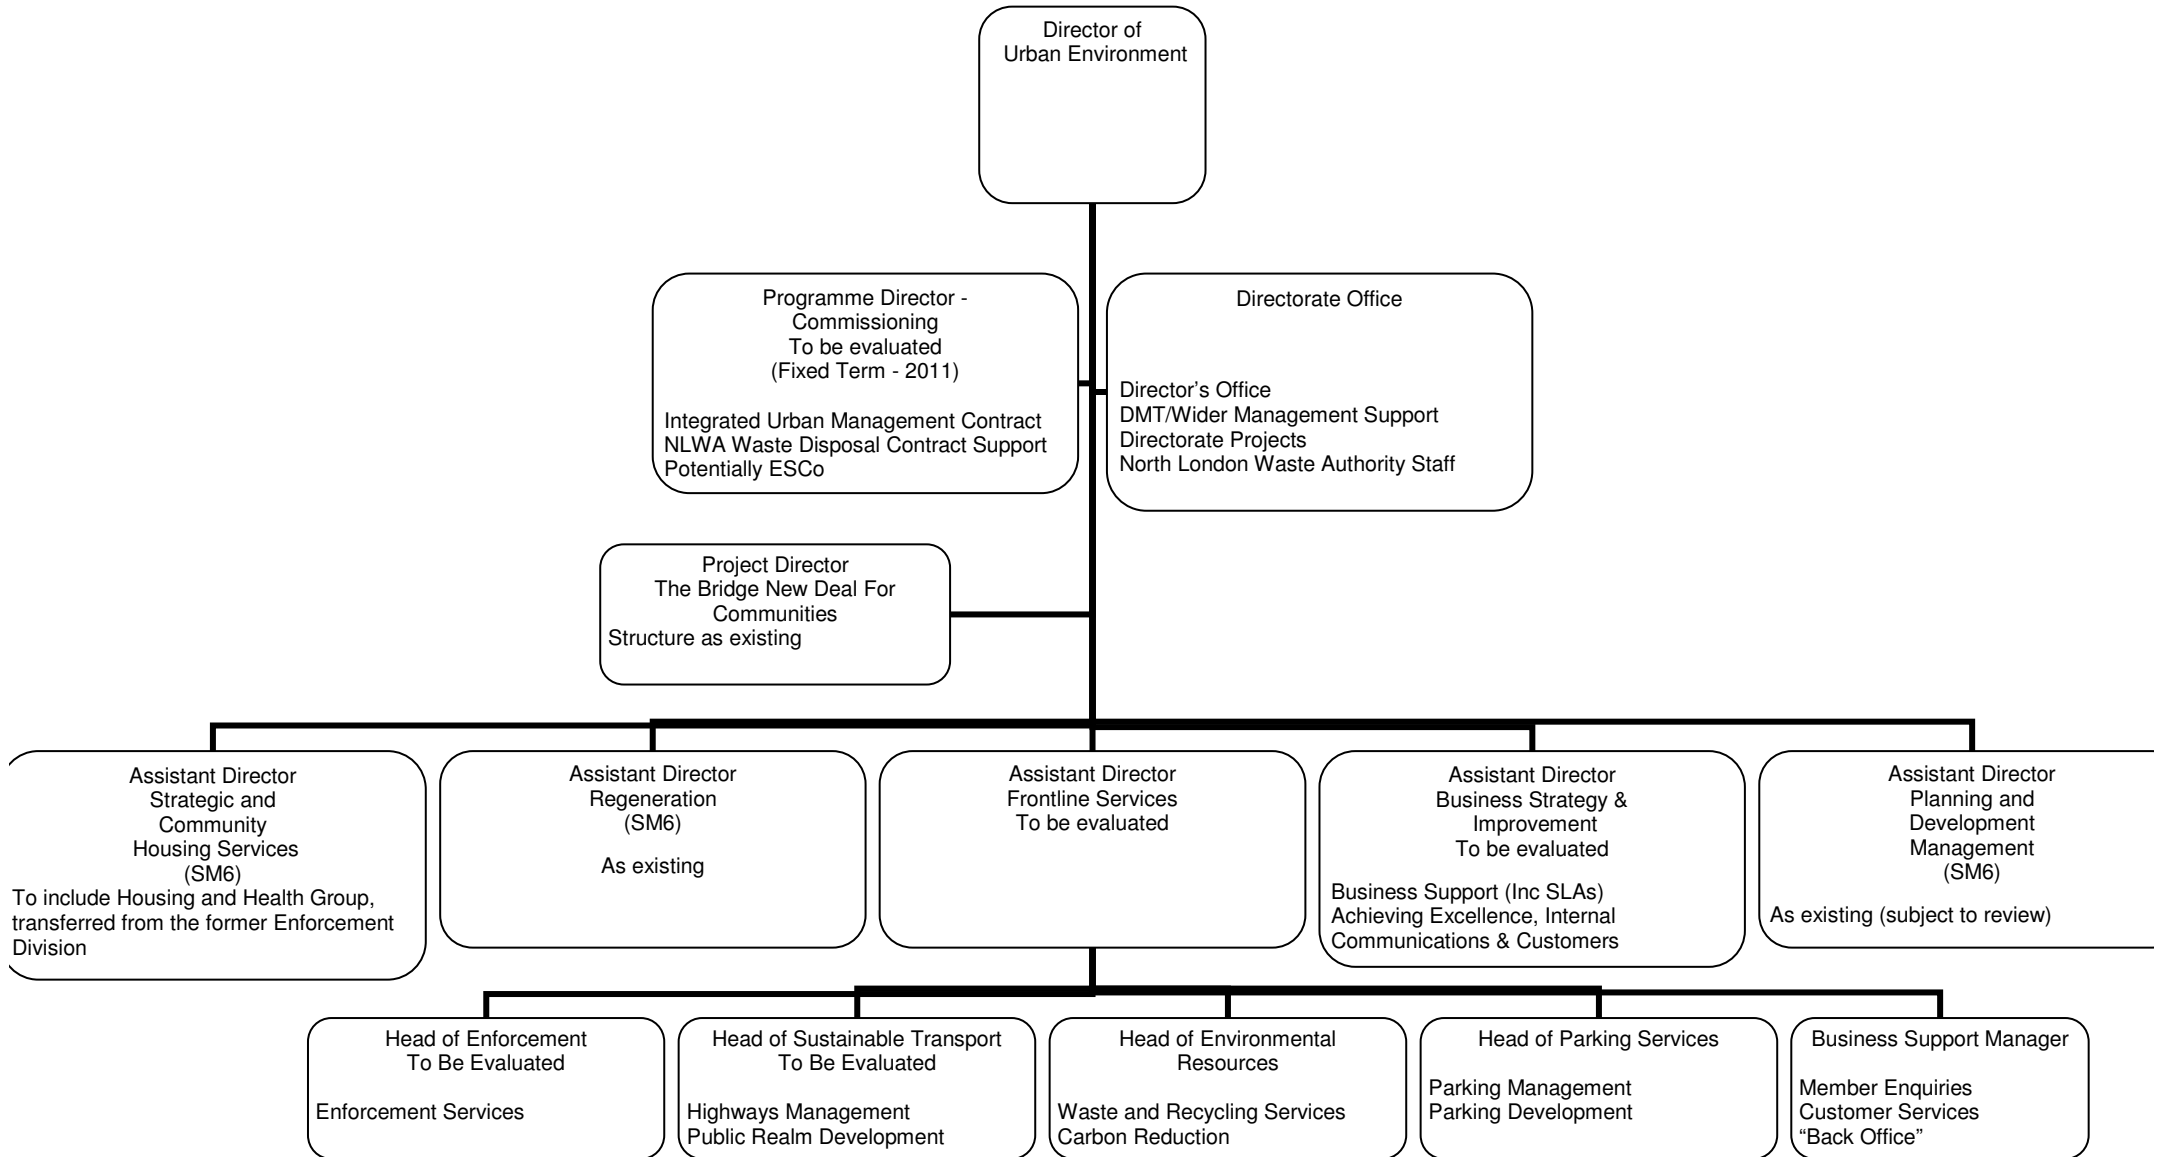 Director of
Urban Environment
Programme Director -
Commissioning
To be evaluated
(Fixed Term - 2011)
Integrated Urban Management Contract
NLWA Waste Disposal Contract Support
Potentially ESCo
Directorate Office
Director’s Office
DMT/Wider Management Support
Directorate Projects
North London Waste Authority Staff
Project Director
The Bridge New Deal For
Communities
Structure as existing
Assistant Director
Strategic and
Community
Housing Services
(SM6)
To include Housing and Health Group,
transferred from the former Enforcement
Division
Assistant Director
Regeneration
(SM6)
As existing
Assistant Director
Frontline Services
To be evaluated
Assistant Director
Business Strategy &
Improvement
To be evaluated
Business Support (Inc SLAs)
Achieving Excellence, Internal
Communications & Customers
Assistant Director
Planning and
Development
Management
(SM6)
As existing (subject to review)
Head of Enforcement
To Be Evaluated
Enforcement Services
Head of Sustainable Transport
To Be Evaluated
Highways Management
Public Realm Development
Head of Environmental
Resources
Waste and Recycling Services
Carbon Reduction
Head of Parking Services
Parking Management
Parking Development
Business Support Manager
Member Enquiries
Customer Services
“Back Office”